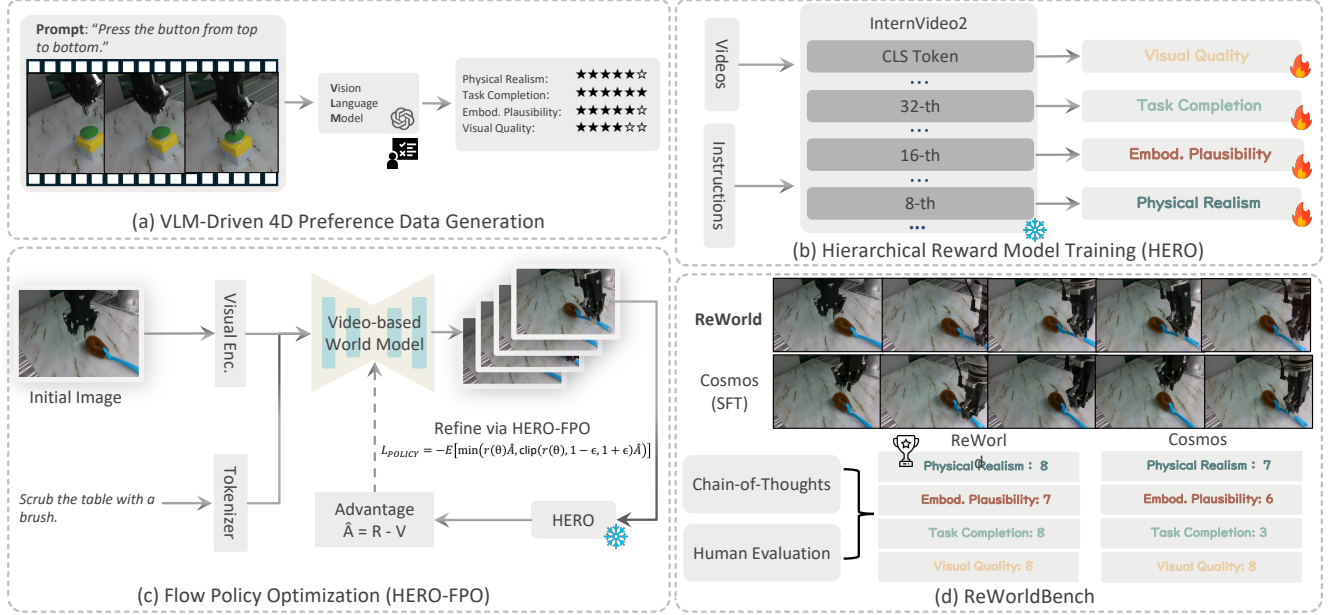 Prompt: “Press the button from top
to bottom.”
Vision
Language
Model
Physical Realism: ★★★★★☆
Task Completion: ★★★★★★
Embod. Plausibility: ★★★★★☆
Visual Quality: ★★★★☆☆
(a) VLM-Driven 4D Preference Data Generation
Videos
Instructions
InternVideo2
CLS Token
...
32-th
...
16-th
...
8-th
...
Visual Quality
Task Completion
Embod. Plausibility
Physical Realism
(b) Hierarchical Reward Model Training (HERO)
Initial Image
Visual Enc.
Video-based
World Model
Refine via HERO-FPO
L_POLICY = −E[min(r(θ)Â, clip(r(θ), 1 − ϵ, 1 + ϵ)Â)]
Scrub the table with a
brush.
Tokenizer
Advantage
Â = R - V
HERO
(c) Flow Policy Optimization (HERO-FPO)
ReWorld
Cosmos
(SFT)
Chain-of-Thoughts
Human Evaluation
ReWorl
d
Physical Realism : 8
Embod. Plausibility: 7
Task Completion: 8
Visual Quality: 8
Cosmos
Physical Realism : 7
Embod. Plausibility: 6
Task Completion: 3
Visual Quality: 8
(d) ReWorldBench